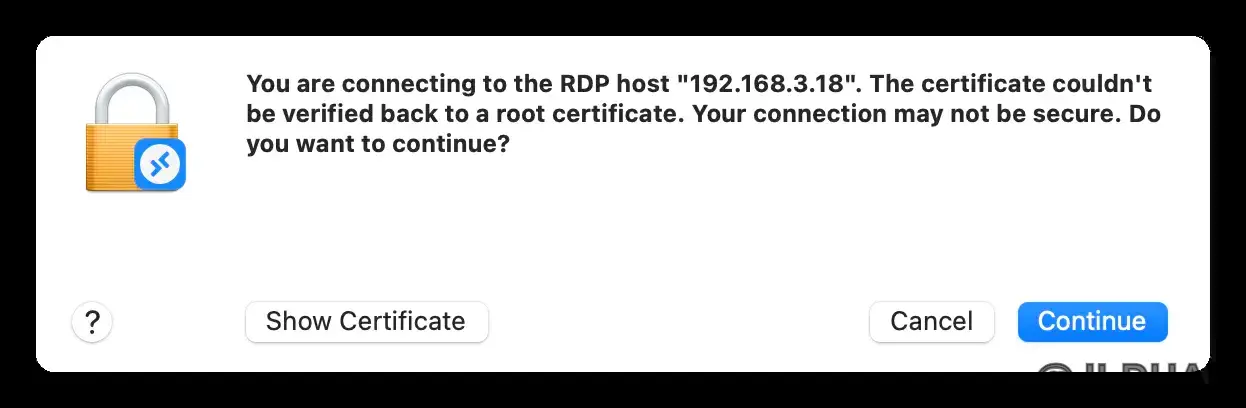 You are connecting to the RDP host "192.168.3.18". The certificate couldn't
be verified back to a root certificate. Your connection may not be secure. Do
you want to continue?
?
Show Certificate
Cancel
Continue